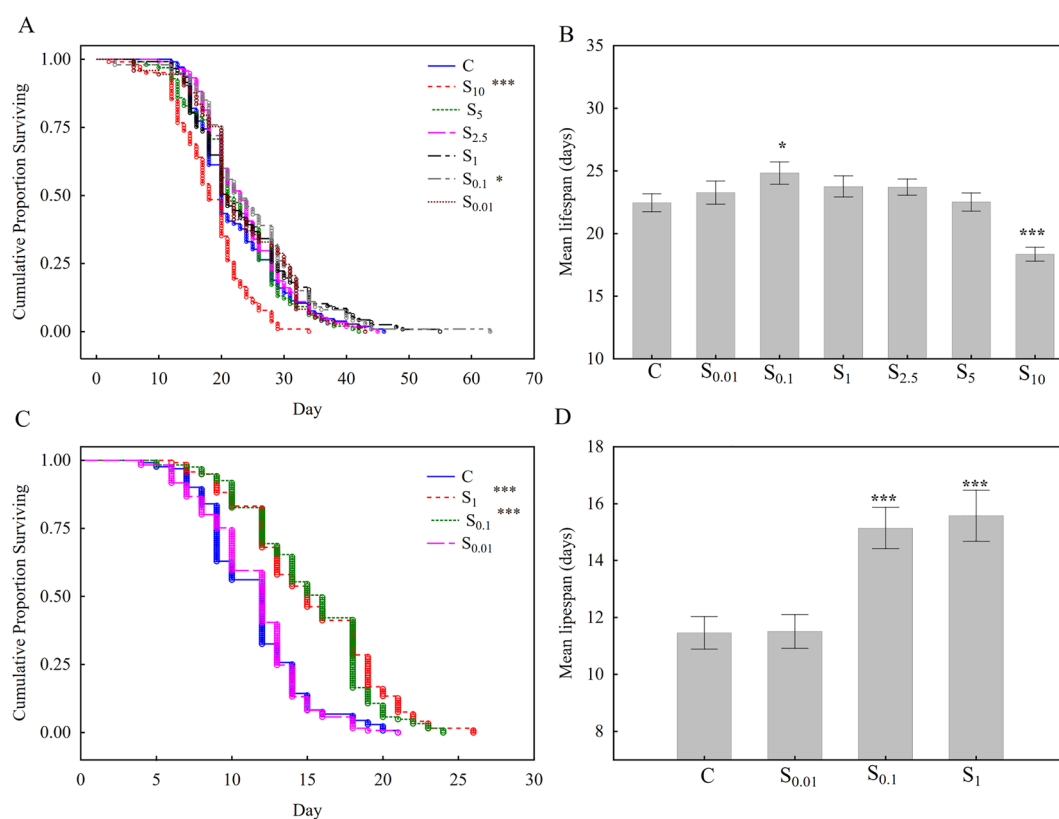 A
Cumulative Proportion Surviving
1.00
0.75
0.50
0.25
0.00
C
S10 ***
S5
S2.5
S1
S0.1 *
S0.01
0 10 20 30 40 50 60 70
Day
B
Mean lifespan (days)
35
30
25
20
15
10
*
***
C S0.01 S0.1 S1 S2.5 S5 S10
C
Cumulative Proportion Surviving
1.00
0.75
0.50
0.25
0.00
C
S1 ***
S0.1 ***
S0.01
0 5 10 15 20 25 30
Day
D
Mean lipespan (days)
18
16
14
12
10
8
***
***
C S0.01 S0.1 S1